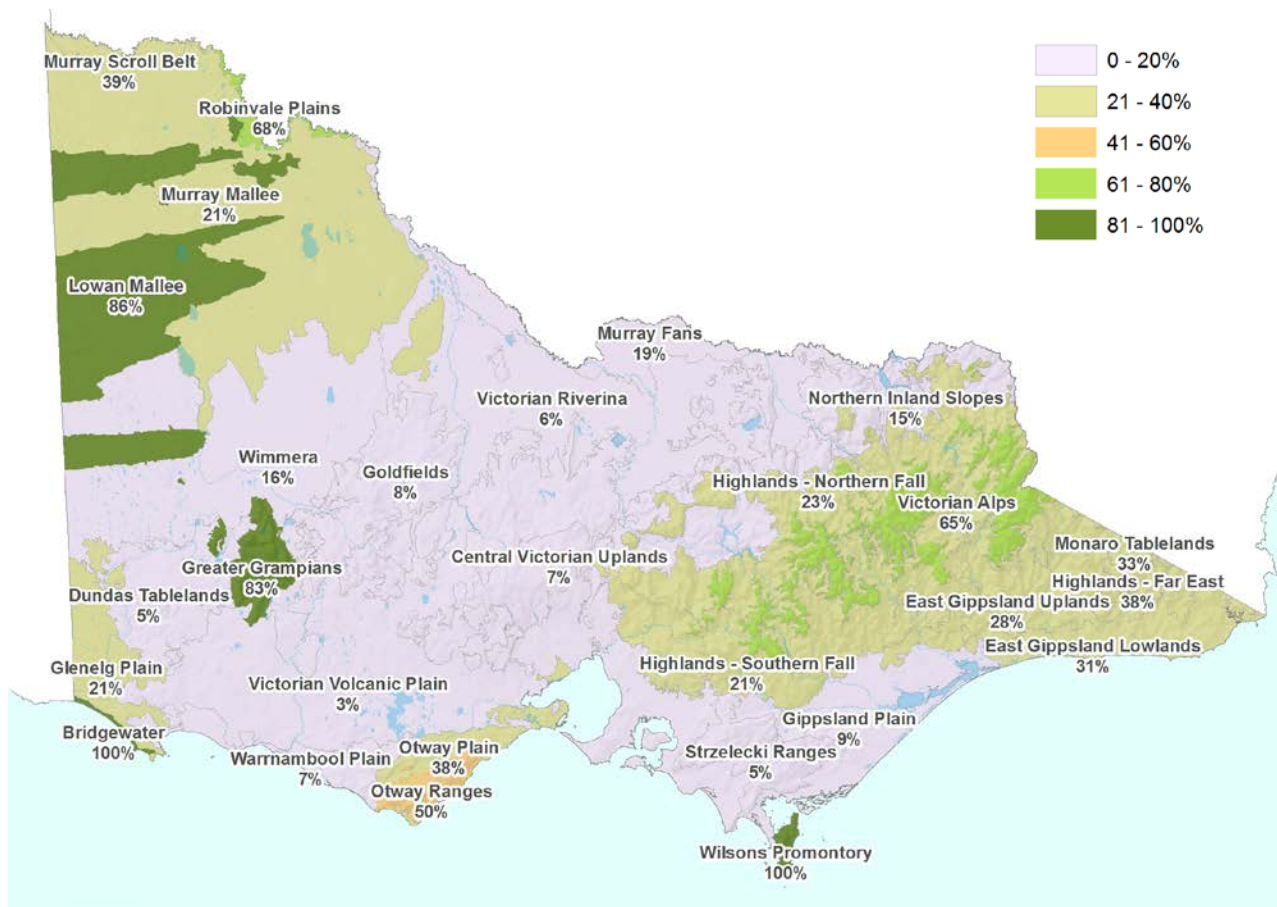 Murray Scroll Belt
39%
Robinvale Plains
68%
Murray Mallee
21%
Lowan Mallee
86%
Murray Fans
19%
Victorian Riverina
6%
Northern Inland Slopes
15%
Wimmera
16%
Goldfields
8%
Highlands - Northern Fall
23%
Victorian Alps
65%
Central Victorian Uplands
7%
Monaro Tablelands
33%
Greater Grampians
83%
Highlands - Far East
38%
Dundas Tablelands
5%
East Gippsland Uplands
28%
East Gippsland Lowlands
31%
Glenelg Plain
21%
Highlands - Southern Fall
21%
Victorian Volcanic Plain
3%
Gippsland Plain
9%
Bridgewater
100%
Warrnambool Plain
7%
Otway Plain
38%
Strzelecki Ranges
5%
Otway Ranges
50%
Wilsons Promontory
100%
0 - 20%
21 - 40%
41 - 60%
61 - 80%
81 - 100%